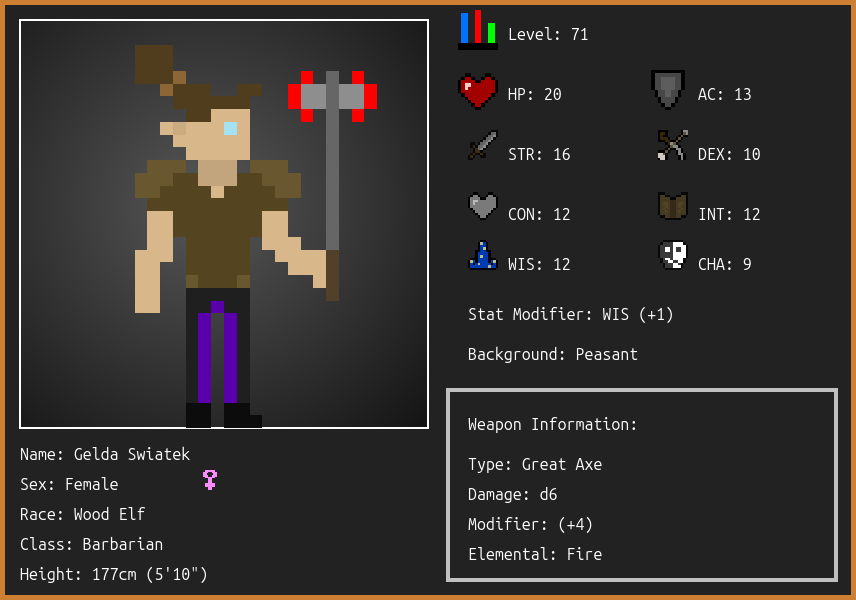 Level: 71
HP: 20
AC: 13
STR: 16
DEX: 10
CON: 12
INT: 12
WIS: 12
CHA: 9
Stat Modifier: WIS (+1)
Background: Peasant
Weapon Information:
Type: Great Axe
Damage: d6
Modifier: (+4)
Elemental: Fire
Name: Gelda Swiatek
Sex: Female
Race: Wood Elf
Class: Barbarian
Height: 177cm (5'10")